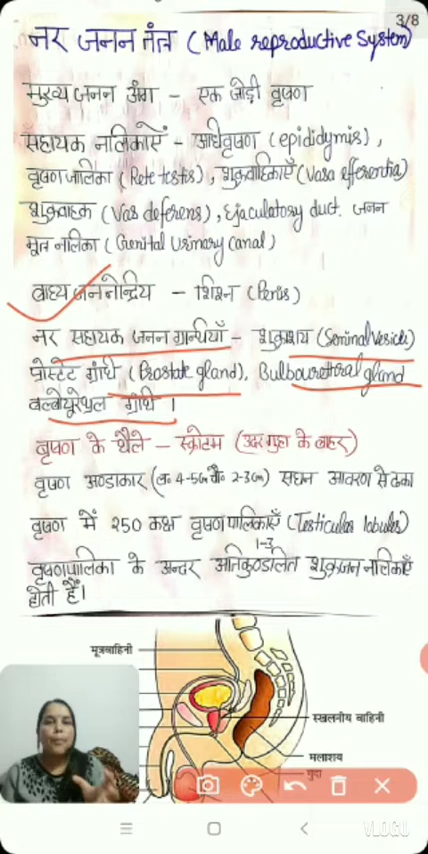 3/8
नर जनन तंत्र (Male reproductive System)
मुख्य जनन अंग - एक जोड़ी वृषण
सहायक नलिकाएँ - अधिवृषण (epididymis),
वृषण जालिका (Rete testis), शुक्रवाहिकाएँ (Vasa efferentia)
शुक्रवाहक (Vas deferens), Ejaculatory duct. जनन
मूत्र नलिका (Genital Urinary Canal)
वाह्य जननेन्द्रिय - शिश्न (Penis)
नर सहायक जनन ग्रन्थियाँ - शुक्राशय (Seminal Vesicle)
प्रोस्टेट ग्रंथि (Prostate gland), Bulbourethral gland
बल्बोयूरेथ्रल ग्रंथि ।
वृषण के थैले - स्क्रोटम (उदर गुहा के बाहर)
वृषण अण्डाकार (ल० 4-5cm चौ० 2-3cm) सघन आवरण से ढका
वृषण में 250 कक्ष वृषण पालिकाएँ (Testicular lobules)
1-3
वृषणपालिका के अन्दर अतिकुण्डलित शुक्रजन नलिकाएँ
होती हैं।
मूत्रवाहिनी
स्खलनीय वाहिनी
मलाशय
गुदा
VLOGU